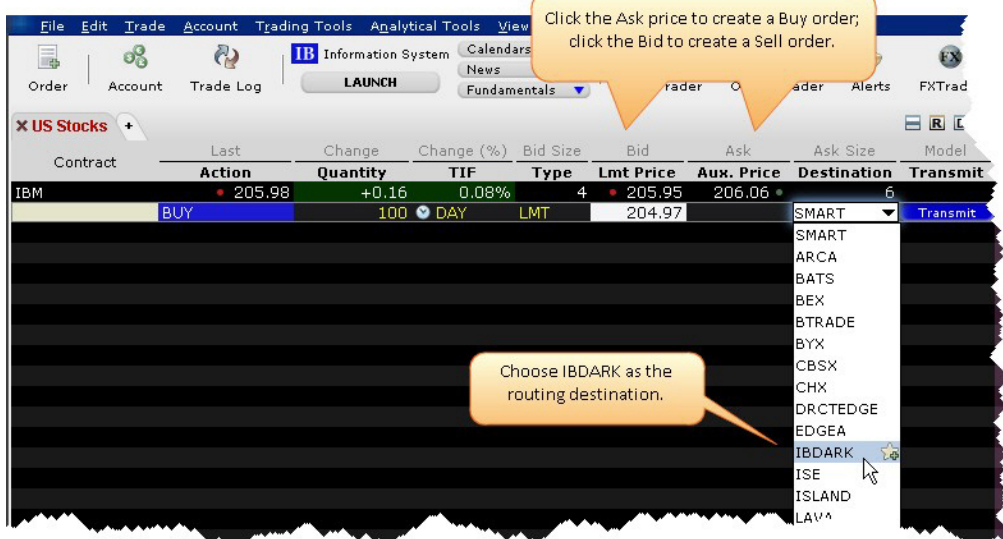 Click the Ask price to create a Buy order;
click the Bid to create a Sell order.
File Edit Trade Account Trading Tools Analytical Tools View
Order
Account
Trade Log
IB Information System
LAUNCH
Calendars
News
Fundamentals
Alerts
FX
FXTrad
US Stocks +
R
Contract Last Change Change (%) Bid Size Bid Ask Ask Size Model
Action Quantity TIF Type Lmt Price Aux. Price Destination Transmit
IBM 205.98 +0.16 0.08% 4 205.95 206.06 6
BUY 100 DAY LMT 204.97 SMART Transmit
SMART
ARCA
BATS
BEX
BTRADE
BYX
CBSX
CHX
DRCTEDGE
EDGEA
IBDARK
ISE
ISLAND
Choose IBDARK as the
routing destination.